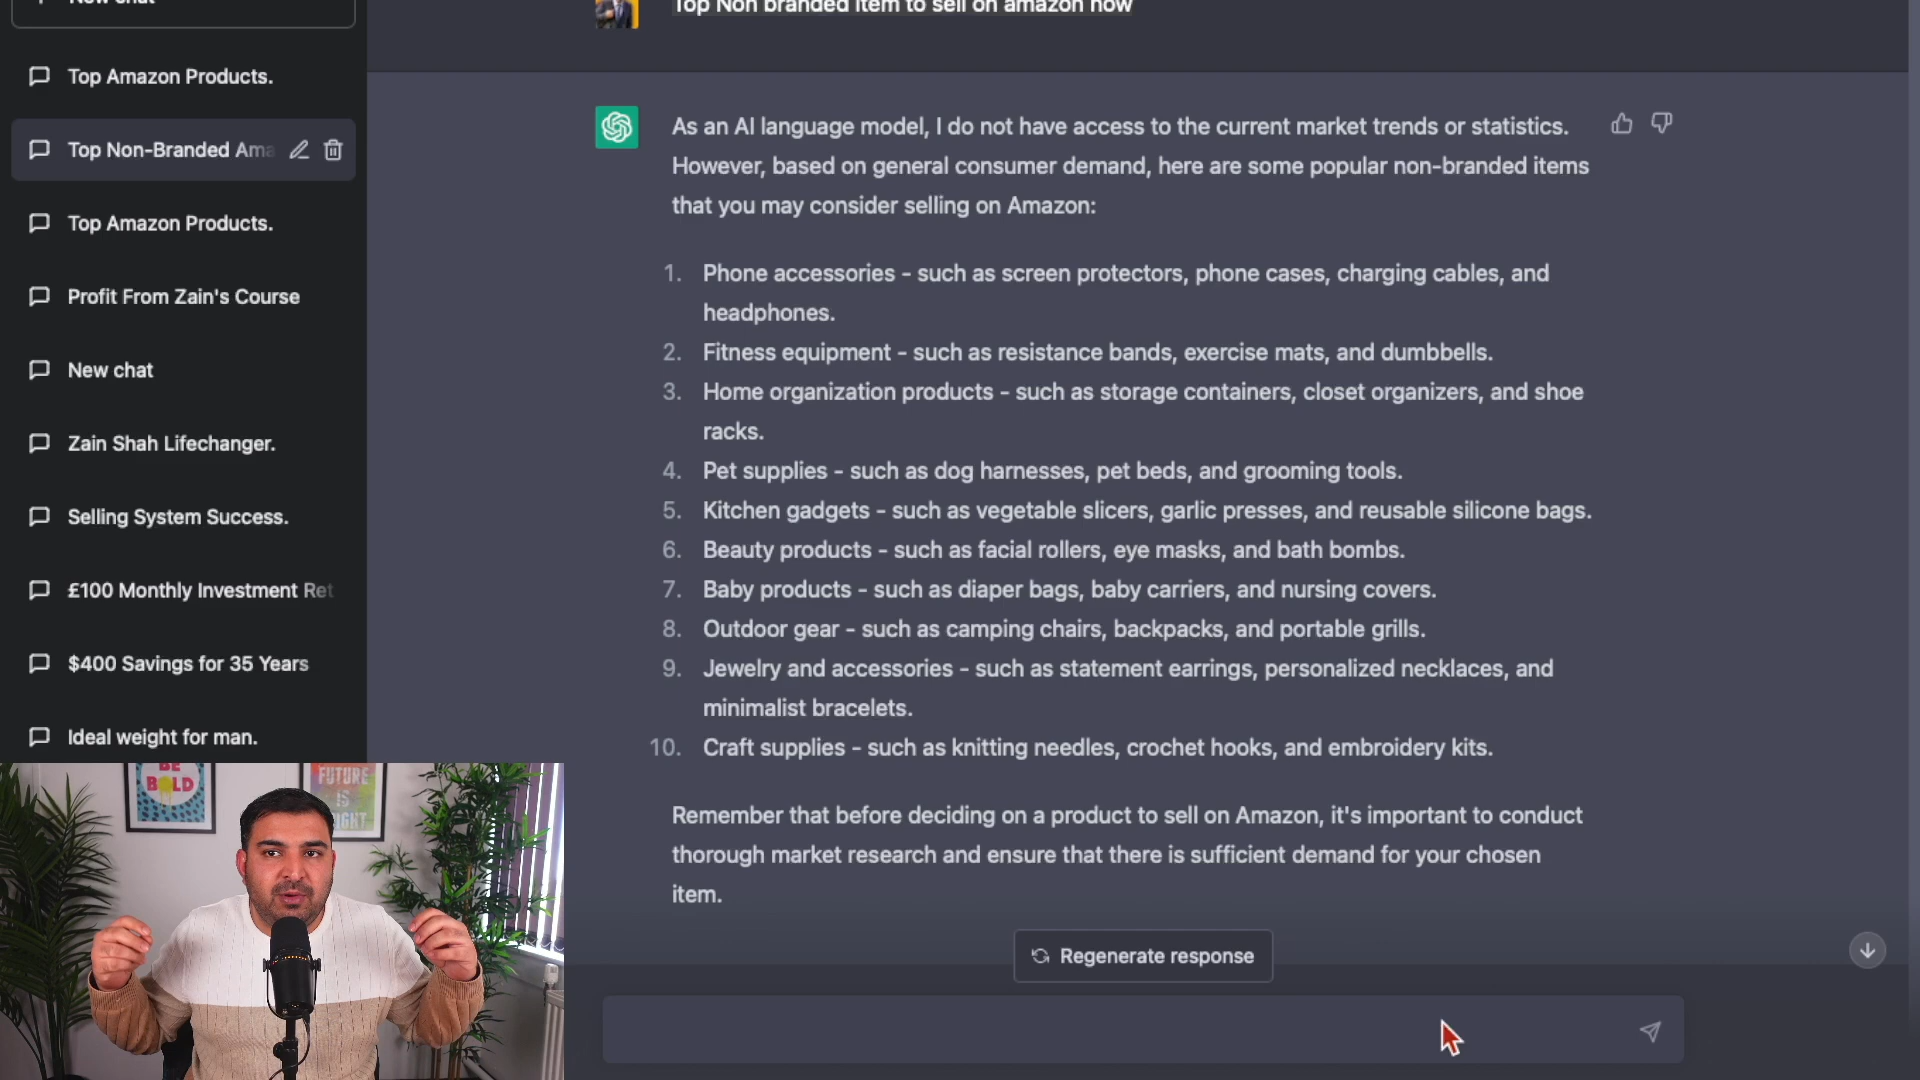 New chat
Top Non branded item to sell on amazon now
Top Amazon Products.
Top Non-Branded Ama
Top Amazon Products.
Profit From Zain's Course
New chat
Zain Shah Lifechanger.
Selling System Success.
£100 Monthly Investment Ret
$400 Savings for 35 Years
Ideal weight for man.
As an AI language model, I do not have access to the current market trends or statistics.
However, based on general consumer demand, here are some popular non-branded items
that you may consider selling on Amazon:
1. Phone accessories - such as screen protectors, phone cases, charging cables, and
headphones.
2. Fitness equipment - such as resistance bands, exercise mats, and dumbbells.
3. Home organization products - such as storage containers, closet organizers, and shoe
racks.
4. Pet supplies - such as dog harnesses, pet beds, and grooming tools.
5. Kitchen gadgets - such as vegetable slicers, garlic presses, and reusable silicone bags.
6. Beauty products - such as facial rollers, eye masks, and bath bombs.
7. Baby products - such as diaper bags, baby carriers, and nursing covers.
8. Outdoor gear - such as camping chairs, backpacks, and portable grills.
9. Jewelry and accessories - such as statement earrings, personalized necklaces, and
minimalist bracelets.
10. Craft supplies - such as knitting needles, crochet hooks, and embroidery kits.
Remember that before deciding on a product to sell on Amazon, it's important to conduct
thorough market research and ensure that there is sufficient demand for your chosen
item.
Regenerate response
BE
BOLD
FUTURE
IS